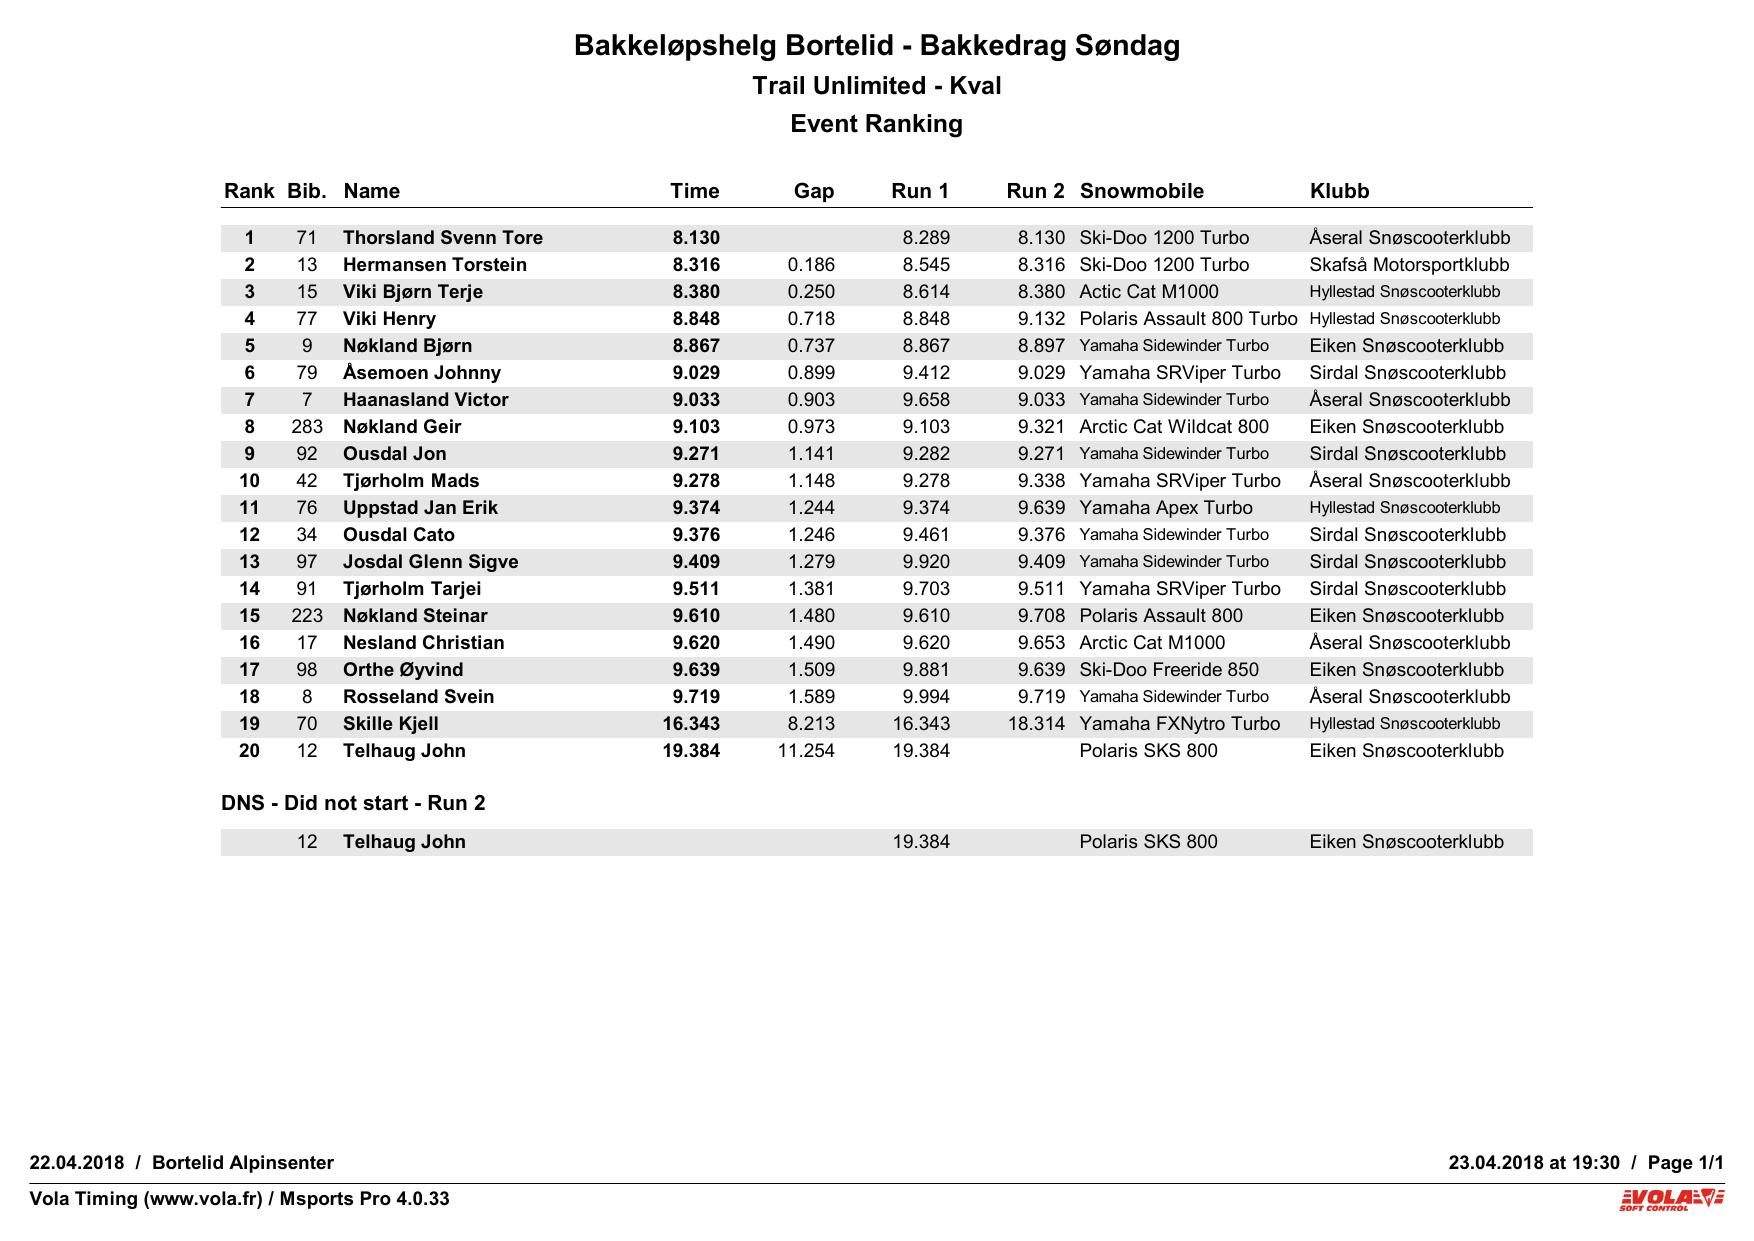 Bakkeløpshelg Bortelid - Bakkedrag Søndag
Trail Unlimited - Kval
Event Ranking
Rank Bib. Name Time Gap Run 1 Run 2 Snowmobile Klubb
1 71 Thorsland Svenn Tore 8.130 8.289 8.130 Ski-Doo 1200 Turbo Åseral Snøscooterklubb
2 13 Hermansen Torstein 8.316 0.186 8.545 8.316 Ski-Doo 1200 Turbo Skafså Motorsportklubb
3 15 Viki Bjørn Terje 8.380 0.250 8.614 8.380 Actic Cat M1000 Hyllestad Snøscooterklubb
4 77 Viki Henry 8.848 0.718 8.848 9.132 Polaris Assault 800 Turbo Hyllestad Snøscooterklubb
5 9 Nøkland Bjørn 8.867 0.737 8.867 8.897 Yamaha Sidewinder Turbo Eiken Snøscooterklubb
6 79 Åsemoen Johnny 9.029 0.899 9.412 9.029 Yamaha SRViper Turbo Sirdal Snøscooterklubb
7 7 Haanasland Victor 9.033 0.903 9.658 9.033 Yamaha Sidewinder Turbo Åseral Snøscooterklubb
8 283 Nøkland Geir 9.103 0.973 9.103 9.321 Arctic Cat Wildcat 800 Eiken Snøscooterklubb
9 92 Ousdal Jon 9.271 1.141 9.282 9.271 Yamaha Sidewinder Turbo Sirdal Snøscooterklubb
10 42 Tjørholm Mads 9.278 1.148 9.278 9.338 Yamaha SRViper Turbo Åseral Snøscooterklubb
11 76 Uppstad Jan Erik 9.374 1.244 9.374 9.639 Yamaha Apex Turbo Hyllestad Snøscooterklubb
12 34 Ousdal Cato 9.376 1.246 9.461 9.376 Yamaha Sidewinder Turbo Sirdal Snøscooterklubb
13 97 Josdal Glenn Sigve 9.409 1.279 9.920 9.409 Yamaha Sidewinder Turbo Sirdal Snøscooterklubb
14 91 Tjørholm Tarjei 9.511 1.381 9.703 9.511 Yamaha SRViper Turbo Sirdal Snøscooterklubb
15 223 Nøkland Steinar 9.610 1.480 9.610 9.708 Polaris Assault 800 Eiken Snøscooterklubb
16 17 Nesland Christian 9.620 1.490 9.620 9.653 Arctic Cat M1000 Åseral Snøscooterklubb
17 98 Orthe Øyvind 9.639 1.509 9.881 9.639 Ski-Doo Freeride 850 Eiken Snøscooterklubb
18 8 Rosseland Svein 9.719 1.589 9.994 9.719 Yamaha Sidewinder Turbo Åseral Snøscooterklubb
19 70 Skille Kjell 16.343 8.213 16.343 18.314 Yamaha FXNytro Turbo Hyllestad Snøscooterklubb
20 12 Telhaug John 19.384 11.254 19.384 Polaris SKS 800 Eiken Snøscooterklubb
DNS - Did not start - Run 2
12 Telhaug John 19.384 Polaris SKS 800 Eiken Snøscooterklubb
22.04.2018 / Bortelid Alpinsenter 23.04.2018 at 19:30 / Page 1/1
Vola Timing (www.vola.fr) / Msports Pro 4.0.33
VOLA
SOFT CONTROL